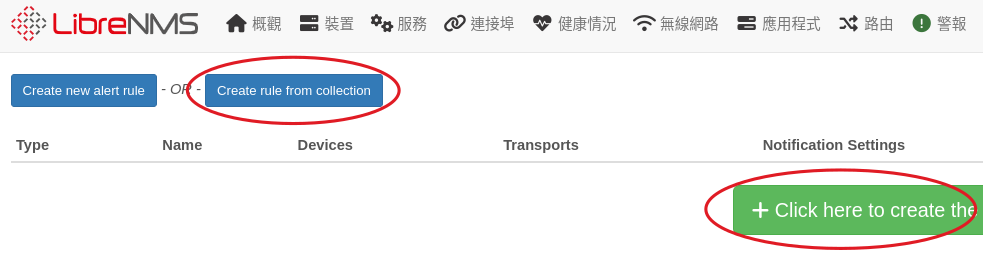 LibreNMS 概觀 裝置 服務 連接埠 健康情況 無線網路 應用程式 路由 警報
Create new alert rule - OR - Create rule from collection
Type Name Devices Transports Notification Settings
+ Click here to create the